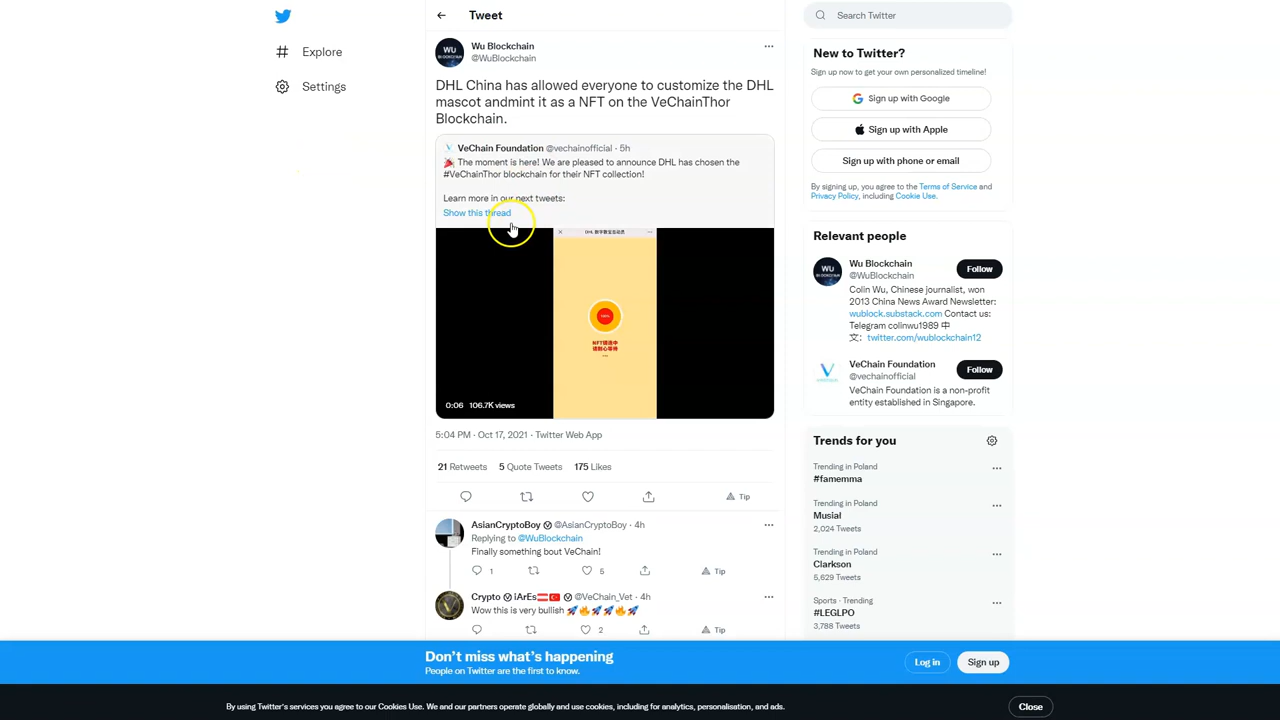 Explore
Settings
Tweet
Wu Blockchain
@WuBlockchain
DHL China has allowed everyone to customize the DHL
mascot andmint it as a NFT on the VeChainThor
Blockchain.
VeChain Foundation @vechainofficial · 5h
The moment is here! We are pleased to announce DHL has chosen the
#VeChainThor blockchain for their NFT collection!
Learn more in our next tweets:
Show this thread
0:06 106.7K views
5:04 PM · Oct 17, 2021 · Twitter Web App
21 Retweets 5 Quote Tweets 175 Likes
Tip
AsianCryptoBoy @AsianCryptoBoy · 4h
Replying to @WuBlockchain
Finally something bout VeChain!
1 5 Tip
Crypto iArEs @VeChain_Vet · 4h
Wow this is very bullish 🚀🔥🚀🚀🔥🚀
2 Tip
Search Twitter
New to Twitter?
Sign up now to get your own personalized timeline!
Sign up with Google
Sign up with Apple
Sign up with phone or email
By signing up, you agree to the Terms of Service and
Privacy Policy, including Cookie Use.
Relevant people
Wu Blockchain
@WuBlockchain
Follow
Colin Wu, Chinese journalist, won
2013 China News Award Newsletter:
wublock.substack.com Contact us:
Telegram colinwu1989 中
文: twitter.com/wublockchain12
VeChain Foundation
@vechainofficial
Follow
VeChain Foundation is a non-profit
entity established in Singapore.
Trends for you
Trending in Poland
#famemma
Trending in Poland
Musial
2,024 Tweets
Trending in Poland
Clarkson
5,629 Tweets
Sports · Trending
#LEGLPO
3,788 Tweets
Don't miss what's happening
People on Twitter are the first to know.
Log in Sign up
By using Twitter's services you agree to our Cookies Use. We and our partners operate globally and use cookies, including for analytics, personalisation, and ads.
Close